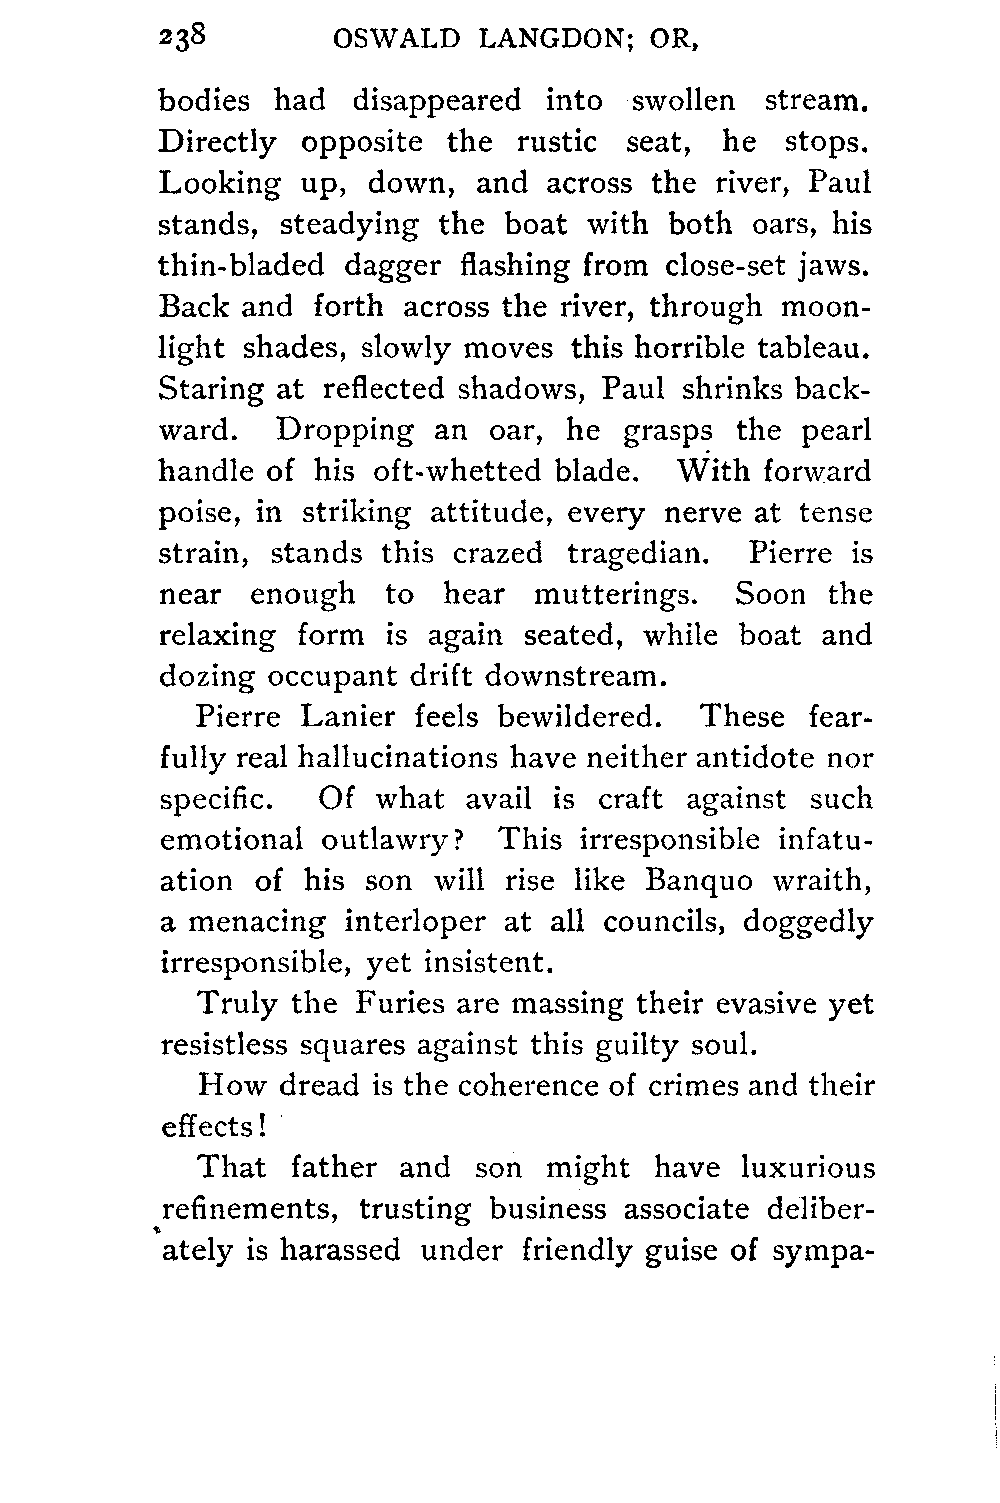 238 OSWALD LANGDON; OR,
bodies had disappeared into swollen stream.
Directly opposite the rustic seat, he stops.
Looking up, down, and across the river, Paul
stands, steadying the boat with both oars, his
thin-bladed dagger flashing from close-set jaws.
Back and forth across the river, through moon-
light shades, slowly moves this horrible tableau.
Staring at reflected shadows, Paul shrinks back-
ward. Dropping an oar, he grasps the pearl
handle of his oft-whetted blade. With forward
poise, in striking attitude, every nerve at tense
strain, stands this crazed tragedian. Pierre is
near enough to hear mutterings. Soon the
relaxing form is again seated, while boat and
dozing occupant drift downstream.
Pierre Lanier feels bewildered. These fear-
fully real hallucinations have neither antidote nor
specific. Of what avail is craft against such
emotional outlawry? This irresponsible infatu-
ation of his son will rise like Banquo wraith,
a menacing interloper at all councils, doggedly
irresponsible, yet insistent.
Truly the Furies are massing their evasive yet
resistless squares against this guilty soul.
How dread is the coherence of crimes and their
effects!
That father and son might have luxurious
refinements, trusting business associate deliber-
ately is harassed under friendly guise of sympa-